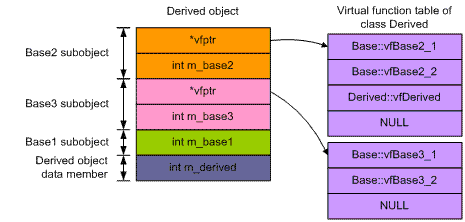 Derived object
Virtual function table of
class Derived
Base2 subobject
*vfptr
int m_base2
Base3 subobject
*vfptr
int m_base3
Base1 subobject
int m_base1
Derived object
data member
int m_derived
Base::vfBase2_1
Base::vfBase2_2
Derived::vfDerived
NULL
Base::vfBase3_1
Base::vfBase3_2
NULL